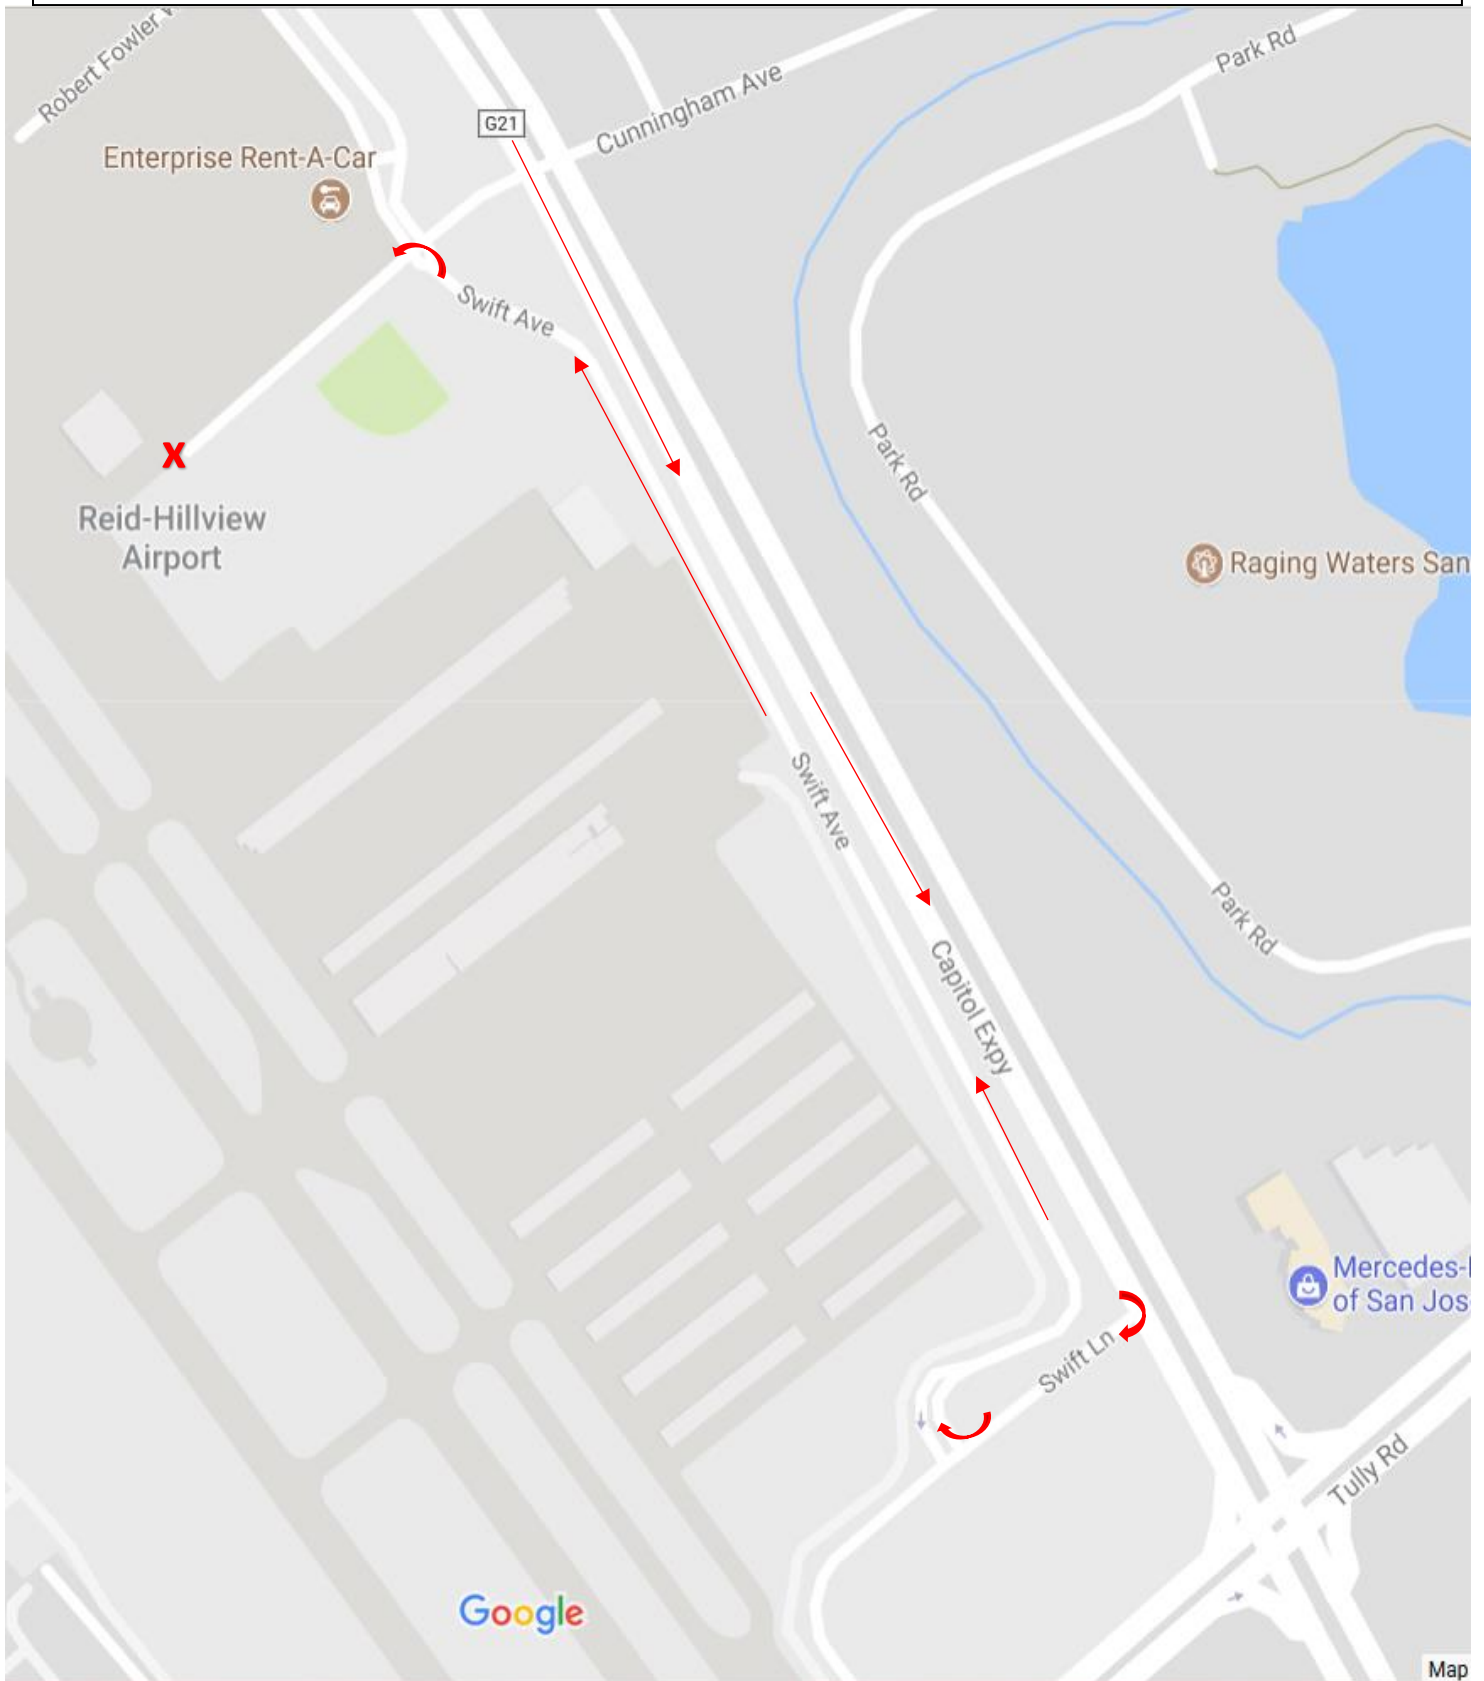 Robert Fowler
Park Rd
Cunningham Ave
G21
Enterprise Rent-A-Car
Swift Ave
X
Park Rd
Reid-Hillview
Airport
Raging Waters San
Swift Ave
Park Rd
Capitol Expy
Mercedes-
of San Jos
Swift Ln
Tully Rd
Google
Map